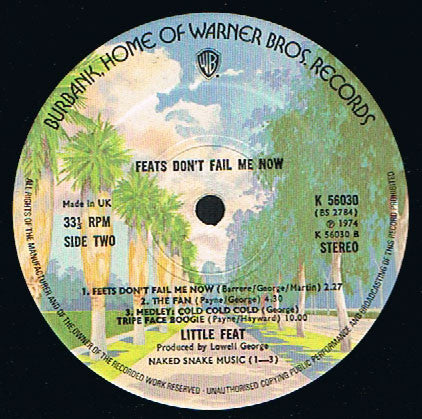 BURBANK, HOME OF WARNER BROS. RECORDS
WB
FEATS DON'T FAIL ME NOW
Made in UK
33⅓ RPM
SIDE TWO
K 56030
(BS 2784)
℗ 1974
K 56030 B
STEREO
1. FEETS DON'T FAIL ME NOW (Barrere/George/Martin) 2.27
2. THE FAN (Payne/George) 4.30
3. MEDLEY: COLD COLD COLD (George)
TRIPE FACE BOOGIE (Payne/Hayward) 10.00
LITTLE FEAT
Produced by Lowell George
NAKED SNAKE MUSIC (1—3)
ALL RIGHTS OF THE MANUFACTURER AND OF THE OWNER OF THE RECORDED WORK RESERVED · UNAUTHORISED COPYING PUBLIC PERFORMANCE AND BROADCASTING OF THIS RECORD PROHIBITED